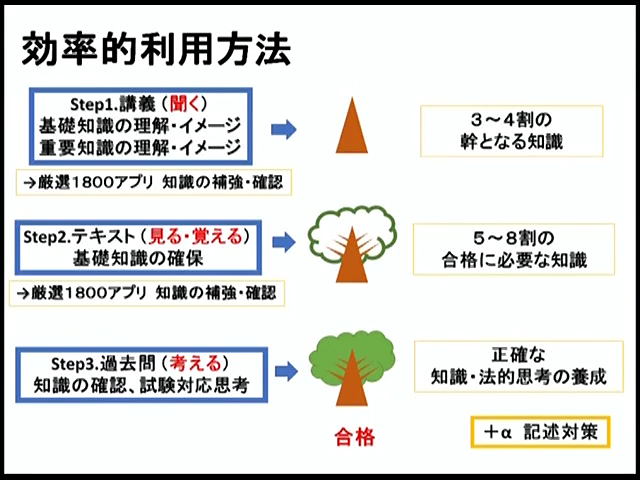 効率的利用方法
Step1.講義（聞く）
基礎知識の理解・イメージ
重要知識の理解・イメージ
３～４割の
幹となる知識
→厳選1800アプリ 知識の補強・確認
Step2.テキスト（見る・覚える）
基礎知識の確保
５～８割の
合格に必要な知識
→厳選1800アプリ 知識の補強・確認
Step3.過去問（考える）
知識の確認、試験対応思考
正確な
知識・法的思考の養成
合格
＋α 記述対策